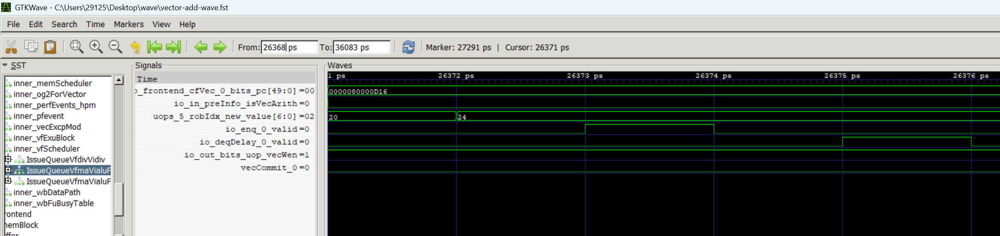 GTKWave - C:\Users\29125\Desktop\wave\vector-add-wave.fst
File Edit Search Time Markers View Help
From: 26368 ps To: 36083 ps Marker: 27291 ps | Cursor: 26371 ps
SST
inner_memScheduler
inner_og2ForVector
inner_perfEvents_hpm
inner_pfevent
inner_vecExcpMod
inner_vfExuBlock
inner_vfScheduler
IssueQueueVfdivVidiv
IssueQueueVfmaVialuF
IssueQueueVfmaVialuF
inner_wbDataPath
inner_wbFuBusyTable
rontend
nemBlock
ffer
Signals
Time
o_frontend_cfVec_0_bits_pc[49:0] =00
io_in_preInfo_isVecArith =0
uops_5_robIdx_new_value[6:0] =02
io_enq_0_valid =0
io_deqDelay_0_valid =0
io_out_bits_uop_vecWen =1
vecCommit_0 =0
Waves
1 ps 26372 ps 26373 ps 26374 ps 26375 ps 26376 ps
0000080000D16
20 24